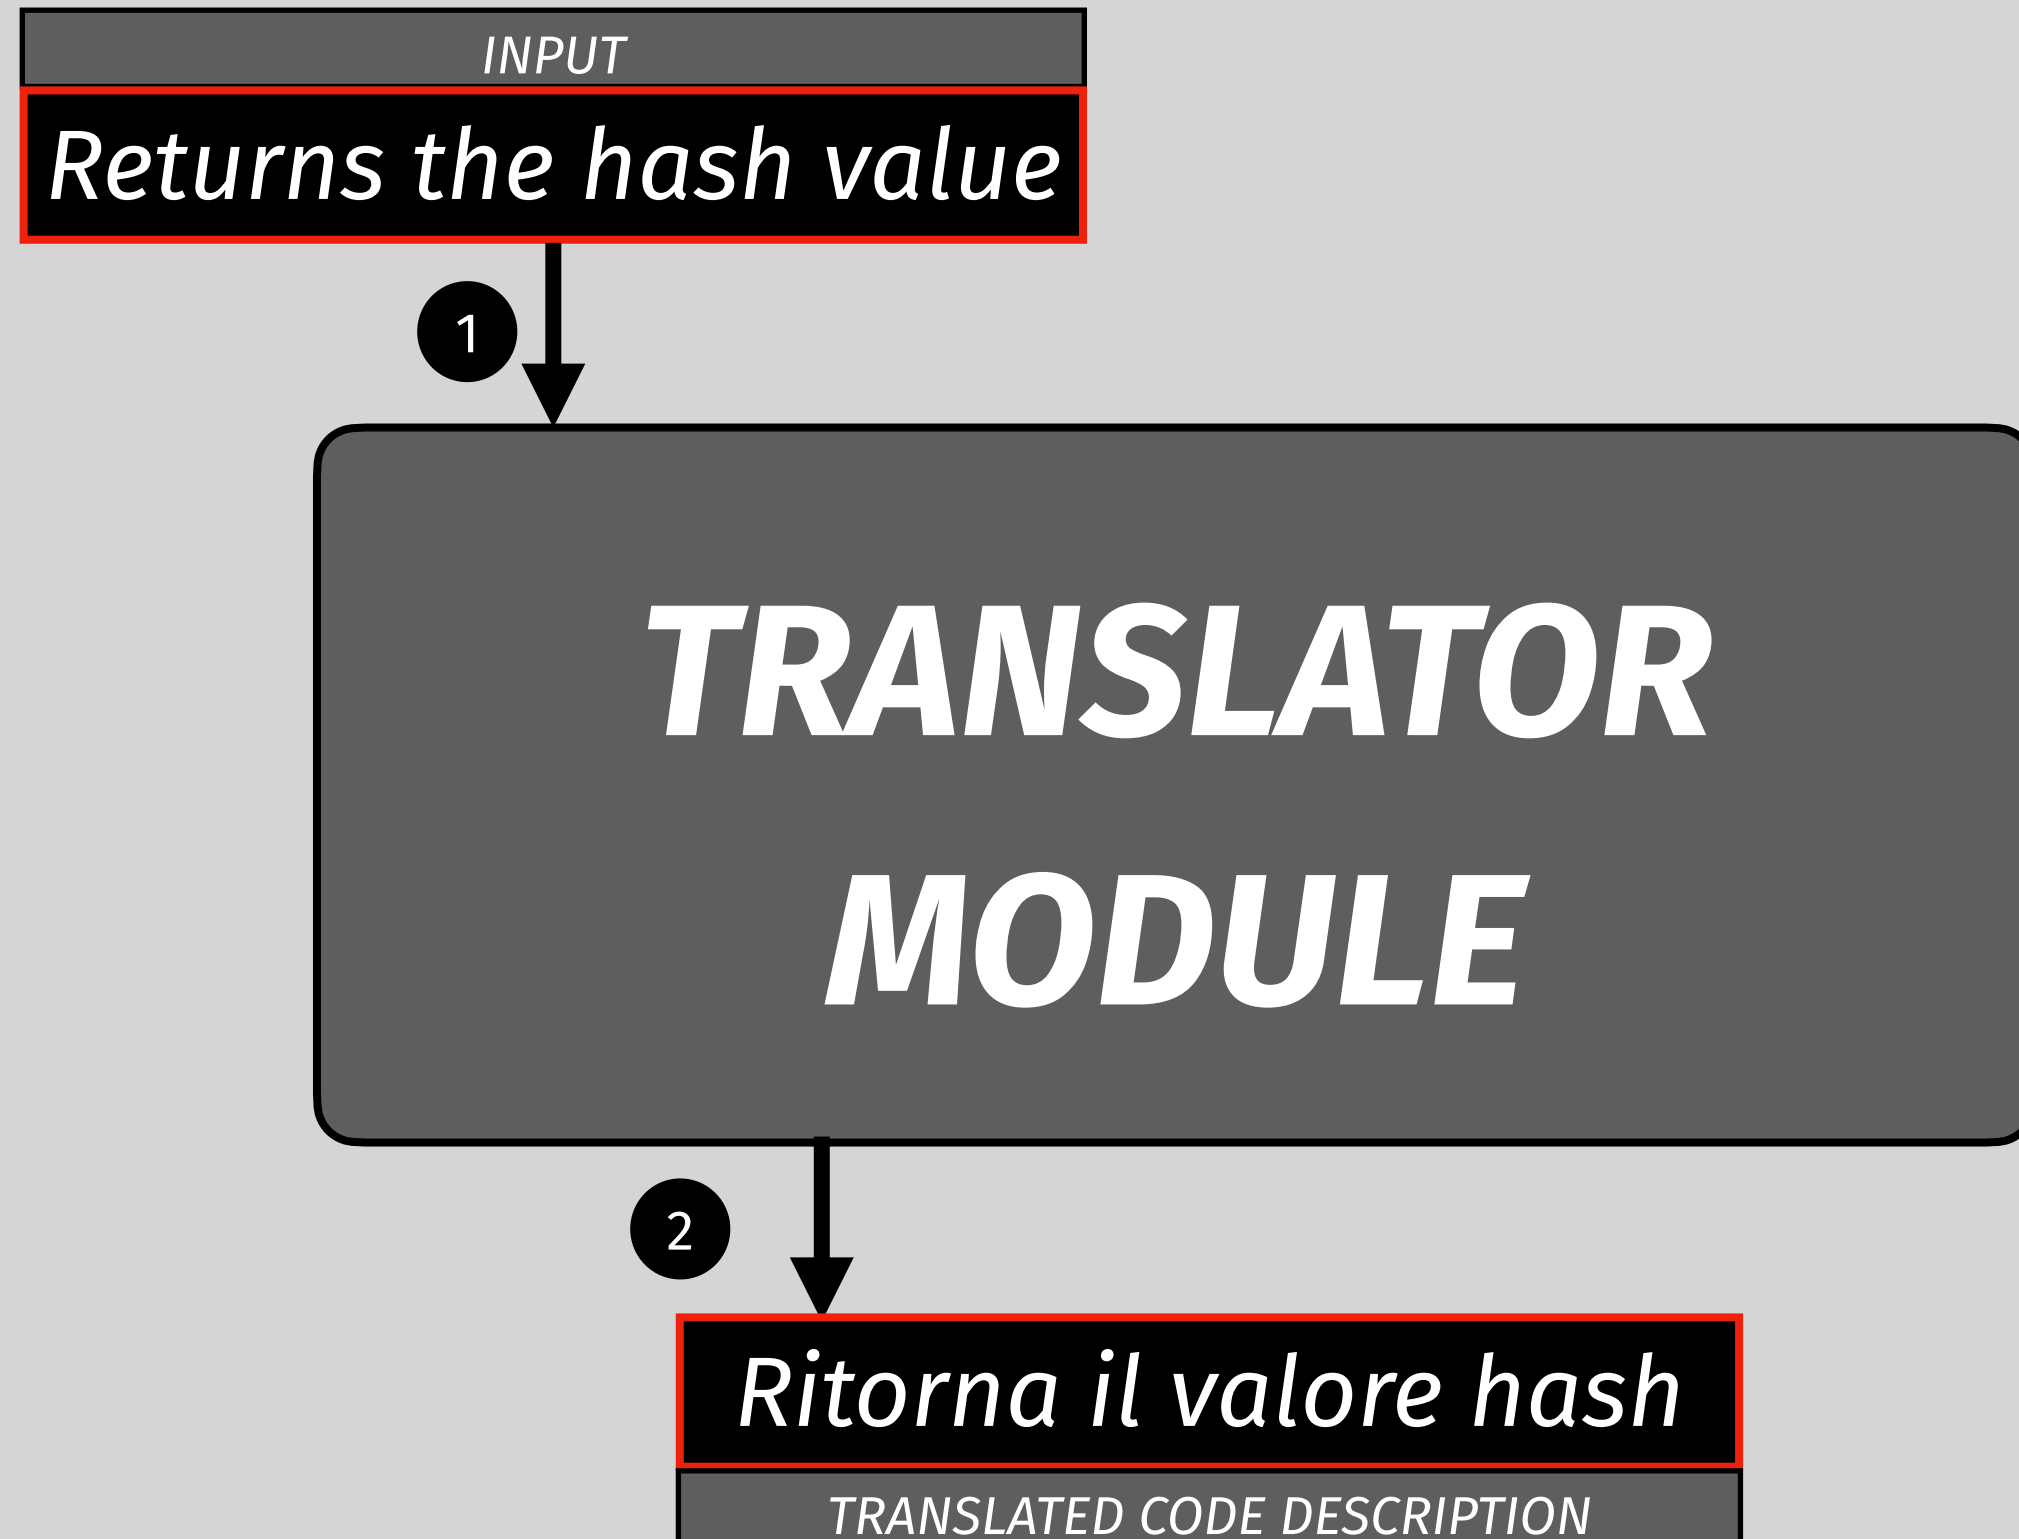 INPUT
Returns the hash value
1
TRANSLATOR
MODULE
2
Ritorna il valore hash
TRANSLATED CODE DESCRIPTION